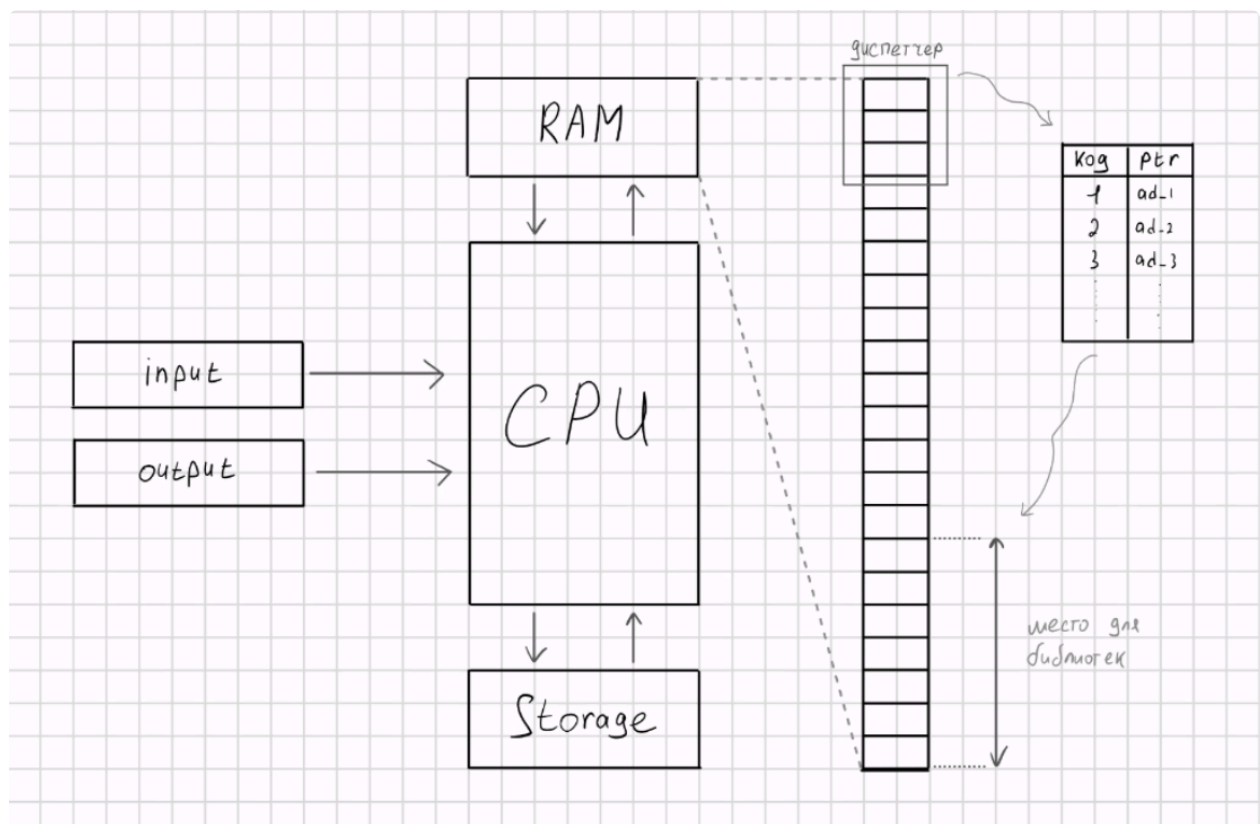 диспетчер
RAM
Код ptr
1 ad_1
2 ad_2
3 ad_3
input
CPU
output
место для
библиотек
Storage